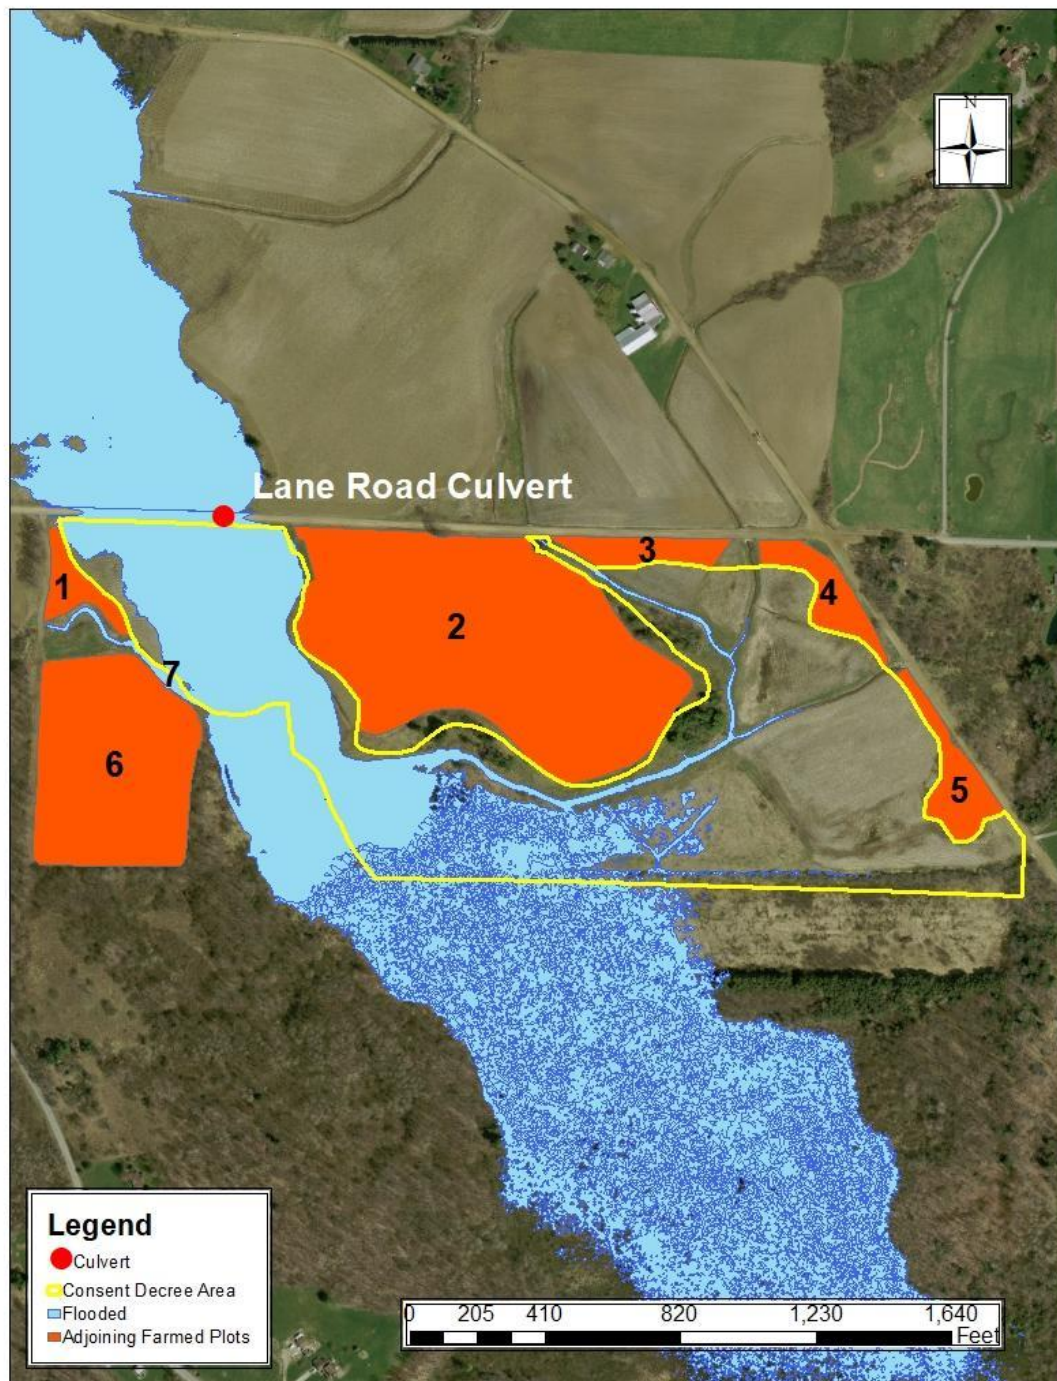 N
Lane Road Culvert
1
2
3
4
5
6
7
Legend
Culvert
Consent Decree Area
Flooded
Adjoining Farmed Plots
0 205 410 820 1,230 1,640
Feet